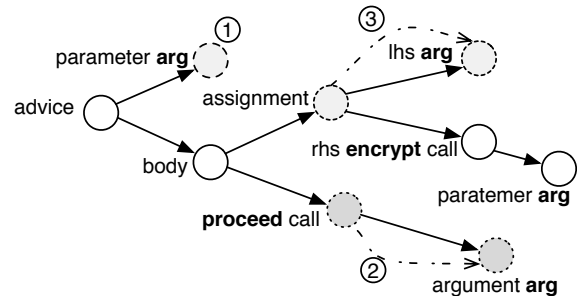 1
3
parameter arg
lhs arg
assignment
advice
rhs encrypt call
body
paratemer arg
proceed call
2
argument arg